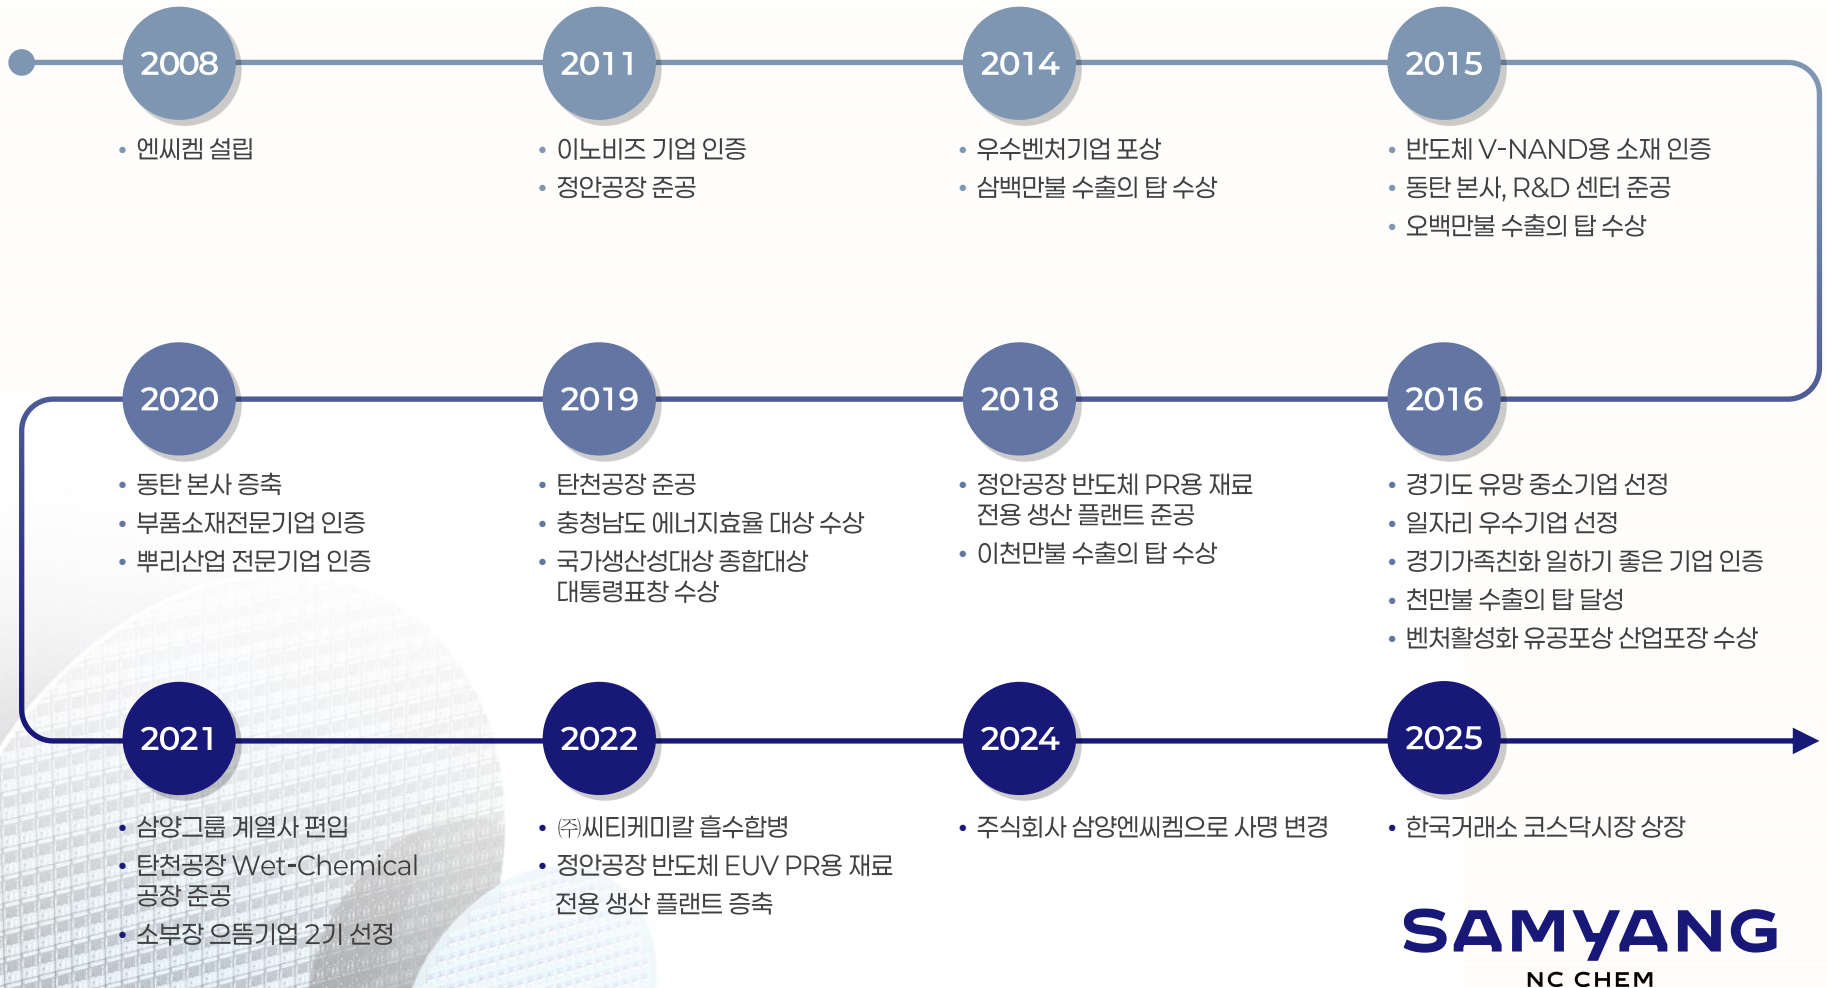 2008
• 엔씨켐 설립
2011
• 이노비즈 기업 인증
• 정안공장 준공
2014
• 우수벤처기업 포상
• 삼백만불 수출의 탑 수상
2015
• 반도체 V-NAND용 소재 인증
• 동탄 본사, R&D 센터 준공
• 오백만불 수출의 탑 수상
2016
• 경기도 유망 중소기업 선정
• 일자리 우수기업 선정
• 경기가족친화 일하기 좋은 기업 인증
• 천만불 수출의 탑 달성
• 벤처활성화 유공포상 산업포장 수상
2018
• 정안공장 반도체 PR용 재료
전용 생산 플랜트 준공
• 이천만불 수출의 탑 수상
2019
• 탄천공장 준공
• 충청남도 에너지효율 대상 수상
• 국가생산성대상 종합대상
대통령표창 수상
2020
• 동탄 본사 증축
• 부품소재전문기업 인증
• 뿌리산업 전문기업 인증
2021
• 삼양그룹 계열사 편입
• 탄천공장 Wet-Chemical
공장 준공
• 소부장 으뜸기업 2기 선정
2022
• ㈜씨티케미칼 흡수합병
• 정안공장 반도체 EUV PR용 재료
전용 생산 플랜트 증축
2024
• 주식회사 삼양엔씨켐으로 사명 변경
2025
• 한국거래소 코스닥시장 상장
SAMYANG
NC CHEM